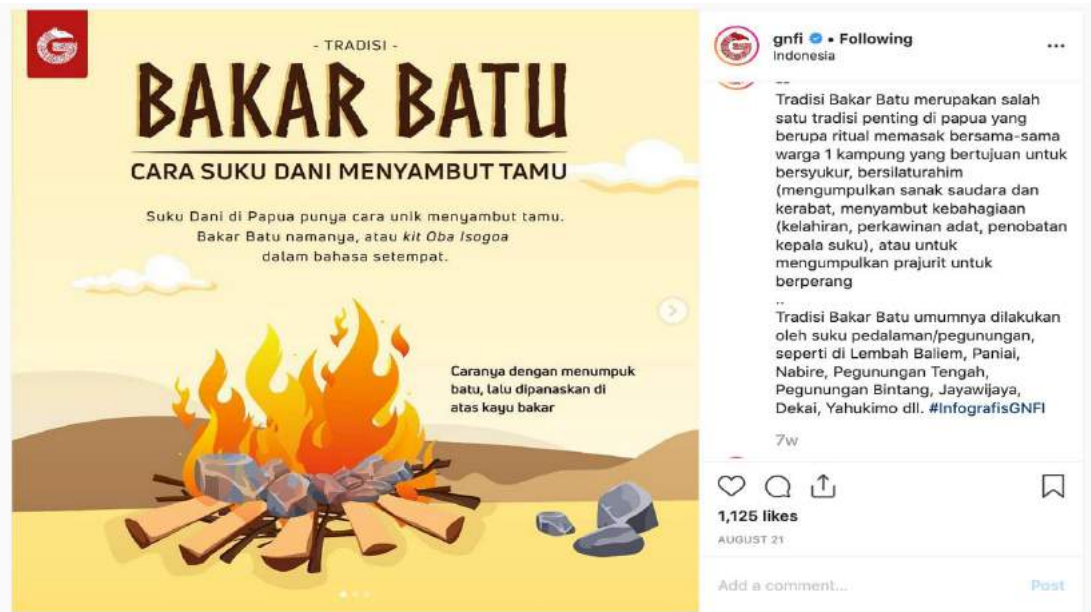 - TRADISI -
BAKAR BATU
CARA SUKU DANI MENYAMBUT TAMU
Suku Dani di Papua punya cara unik menyambut tamu.
Bakar Batu namanya, atau kit Oba Isogoa
dalam bahasa setempat.
Caranya dengan menumpuk
batu, lalu dipanaskan di
atas kayu bakar
gnfi • Following
Indonesia
Tradisi Bakar Batu merupakan salah
satu tradisi penting di papua yang
berupa ritual memasak bersama-sama
warga 1 kampung yang bertujuan untuk
bersyukur, bersilaturahim
(mengumpulkan sanak saudara dan
kerabat, menyambut kebahagiaan
(kelahiran, perkawinan adat, penobatan
kepala suku), atau untuk
mengumpulkan prajurit untuk
berperang
..
Tradisi Bakar Batu umumnya dilakukan
oleh suku pedalaman/pegunungan,
seperti di Lembah Baliem, Paniai,
Nabire, Pegunungan Tengah,
Pegunungan Bintang, Jayawijaya,
Dekai, Yahukimo dll. #InfografisGNFI
7w
1,125 likes
AUGUST 21
Add a comment...
Post